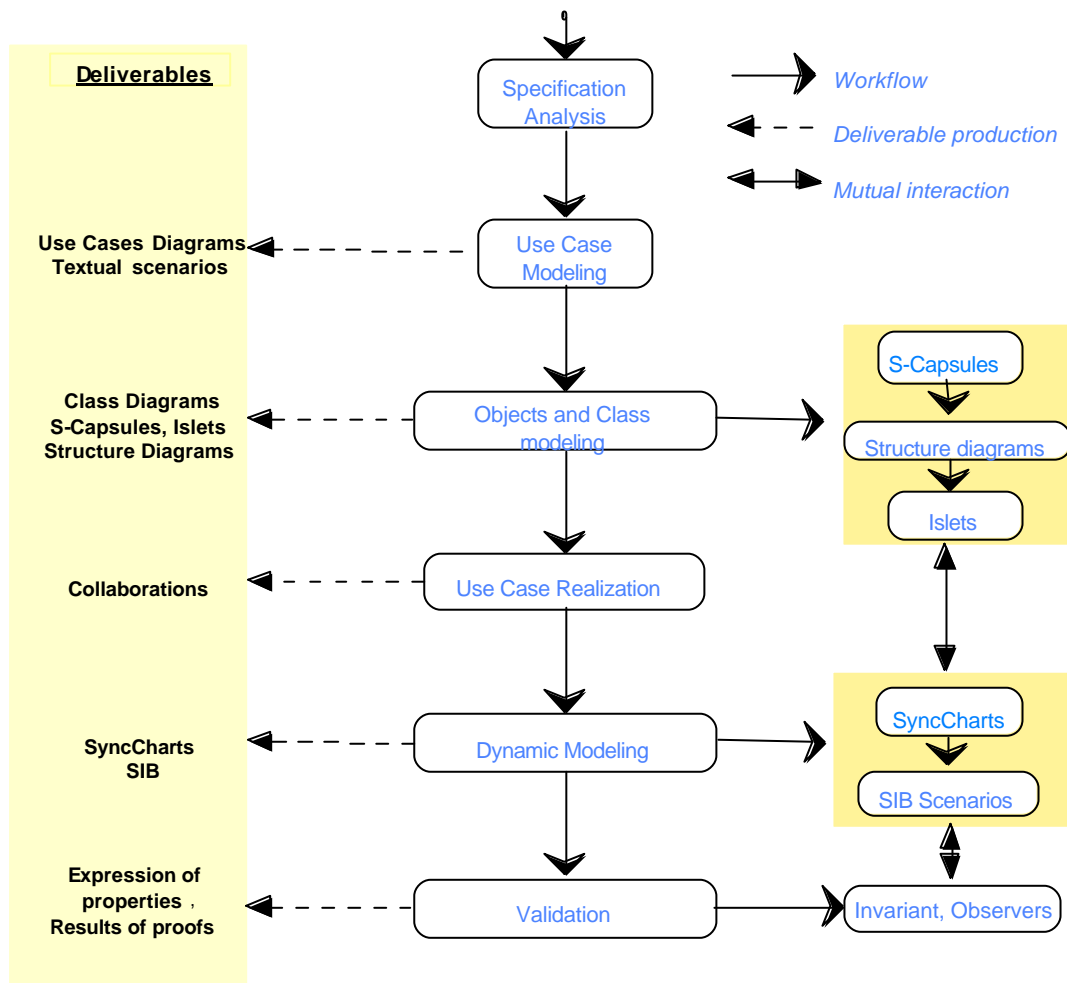 Deliverables
Specification
Analysis
Workflow
Deliverable production
Mutual interaction
Use Cases Diagrams
Textual scenarios
Use Case
Modeling
Class Diagrams
S-Capsules, Islets
Structure Diagrams
Objects and Class
modeling
S-Capsules
Structure diagrams
Islets
Collaborations
Use Case Realization
SyncCharts
SIB
Dynamic Modeling
SyncCharts
SIB Scenarios
Expression of
properties ,
Results of proofs
Validation
Invariant, Observers